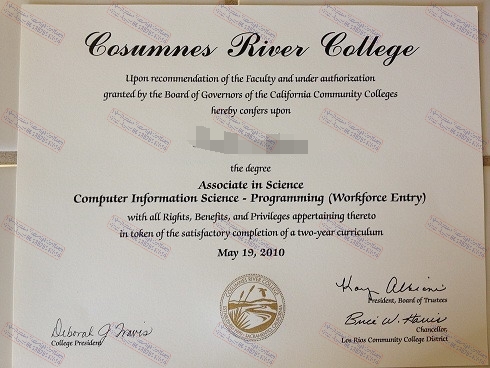 Cosumnes River College
Upon recommendation of the Faculty and under authorization
granted by the Board of Governors of the California Community Colleges
hereby confers upon
the degree
Associate in Science
Computer Information Science - Programming (Workforce Entry)
with all Rights, Benefits, and Privileges appertaining thereto
in token of the satisfactory completion of a two-year curriculum
May 19, 2010
COSUMNES RIVER COLLEGE
President, Board of Trustees
Deborah J. Travis
College President
Bruce W. Harris
Chancellor,
Los Rios Community College District